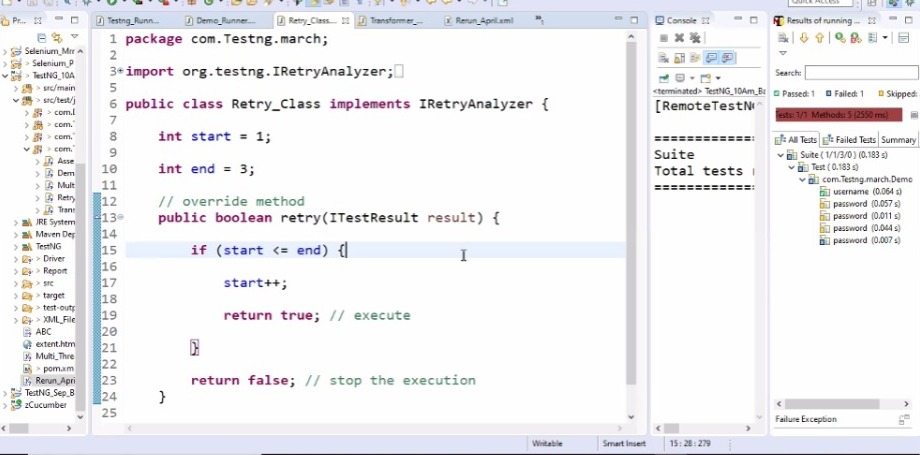 Quick Access
Testng_Runn...
Demo_Runner....
Retry_Class...
Transformer_...
Rerun_April.xml
Console
Results of running ...
Selenium_Mr
Selenium_P
TestNG_10A
src/main
src/test/j
com.
com.
com.
com.
Asse
Dem
Mult
Retry
Tran
JRE System
Maven Dep
TestNG
Driver
Report
src
target
test-outp
XML_File
ABC
extent.htm
Multi_Thre
pom.xm
Rerun_Apri
TestNG_Sep_B
zCucumber
1 package com.Testng.march;
2
3 import org.testng.IRetryAnalyzer;
5
6 public class Retry_Class implements IRetryAnalyzer {
7
8 int start = 1;
9
10 int end = 3;
11
12 // override method
13 public boolean retry(ITestResult result) {
14
15 if (start <= end) {
16
17 start++;
18
19 return true; // execute
20
21 }
22
23 return false; // stop the execution
24 }
25
<terminated> TestNG_10Am_Ba
[RemoteTestN
===============
Suite
Total tests
===============
Search:
Passed: 1 Failed: 1 Skipped:
Tests: 1/1 Methods: 5 (2550 ms)
All Tests Failed Tests Summary
Suite ( 1/1/3/0 ) (0.183 s)
Test ( 0.183 s)
com.Testng.march.Demo
username (0.064 s)
password (0.057 s)
password (0.011 s)
password (0.044 s)
password (0.007 s)
Failure Exception
Writable
Smart Insert
15 : 28 : 279